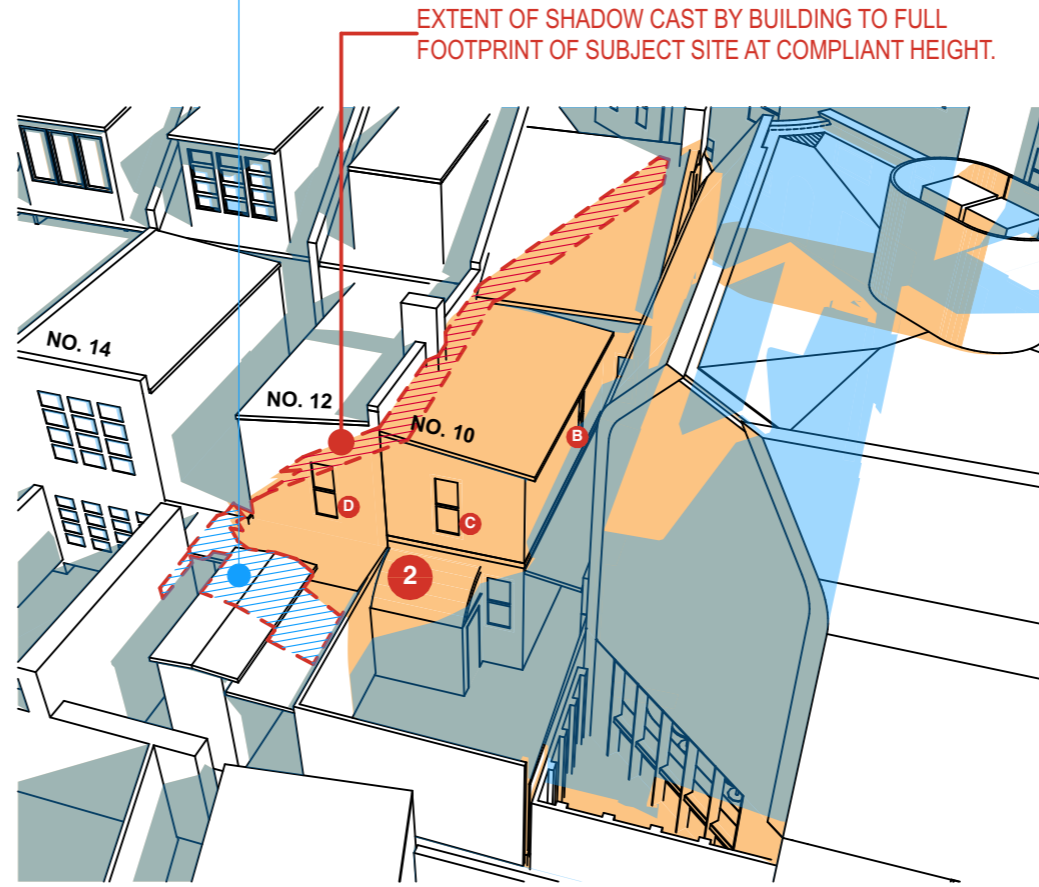 EXTENT OF SHADOW CAST BY BUILDING TO FULL
FOOTPRINT OF SUBJECT SITE AT COMPLIANT HEIGHT.
NO. 14
NO. 12
NO. 10
B
D
C
2